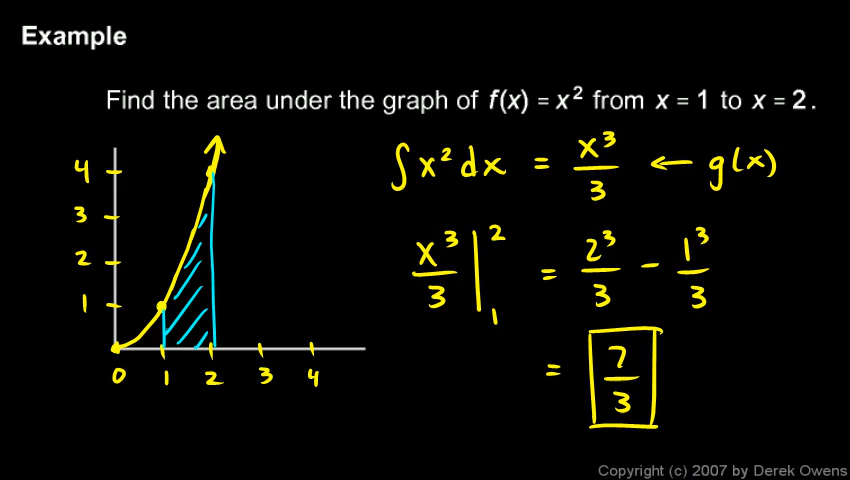 Example
Find the area under the graph of f(x) = x² from x = 1 to x = 2.
4
3
2
1
0 1 2 3 4
∫x²dx = x³/3 ← g(x)
x³/3 |₁² = 2³/3 - 1³/3
= 7/3
Copyright (c) 2007 by Derek Owens